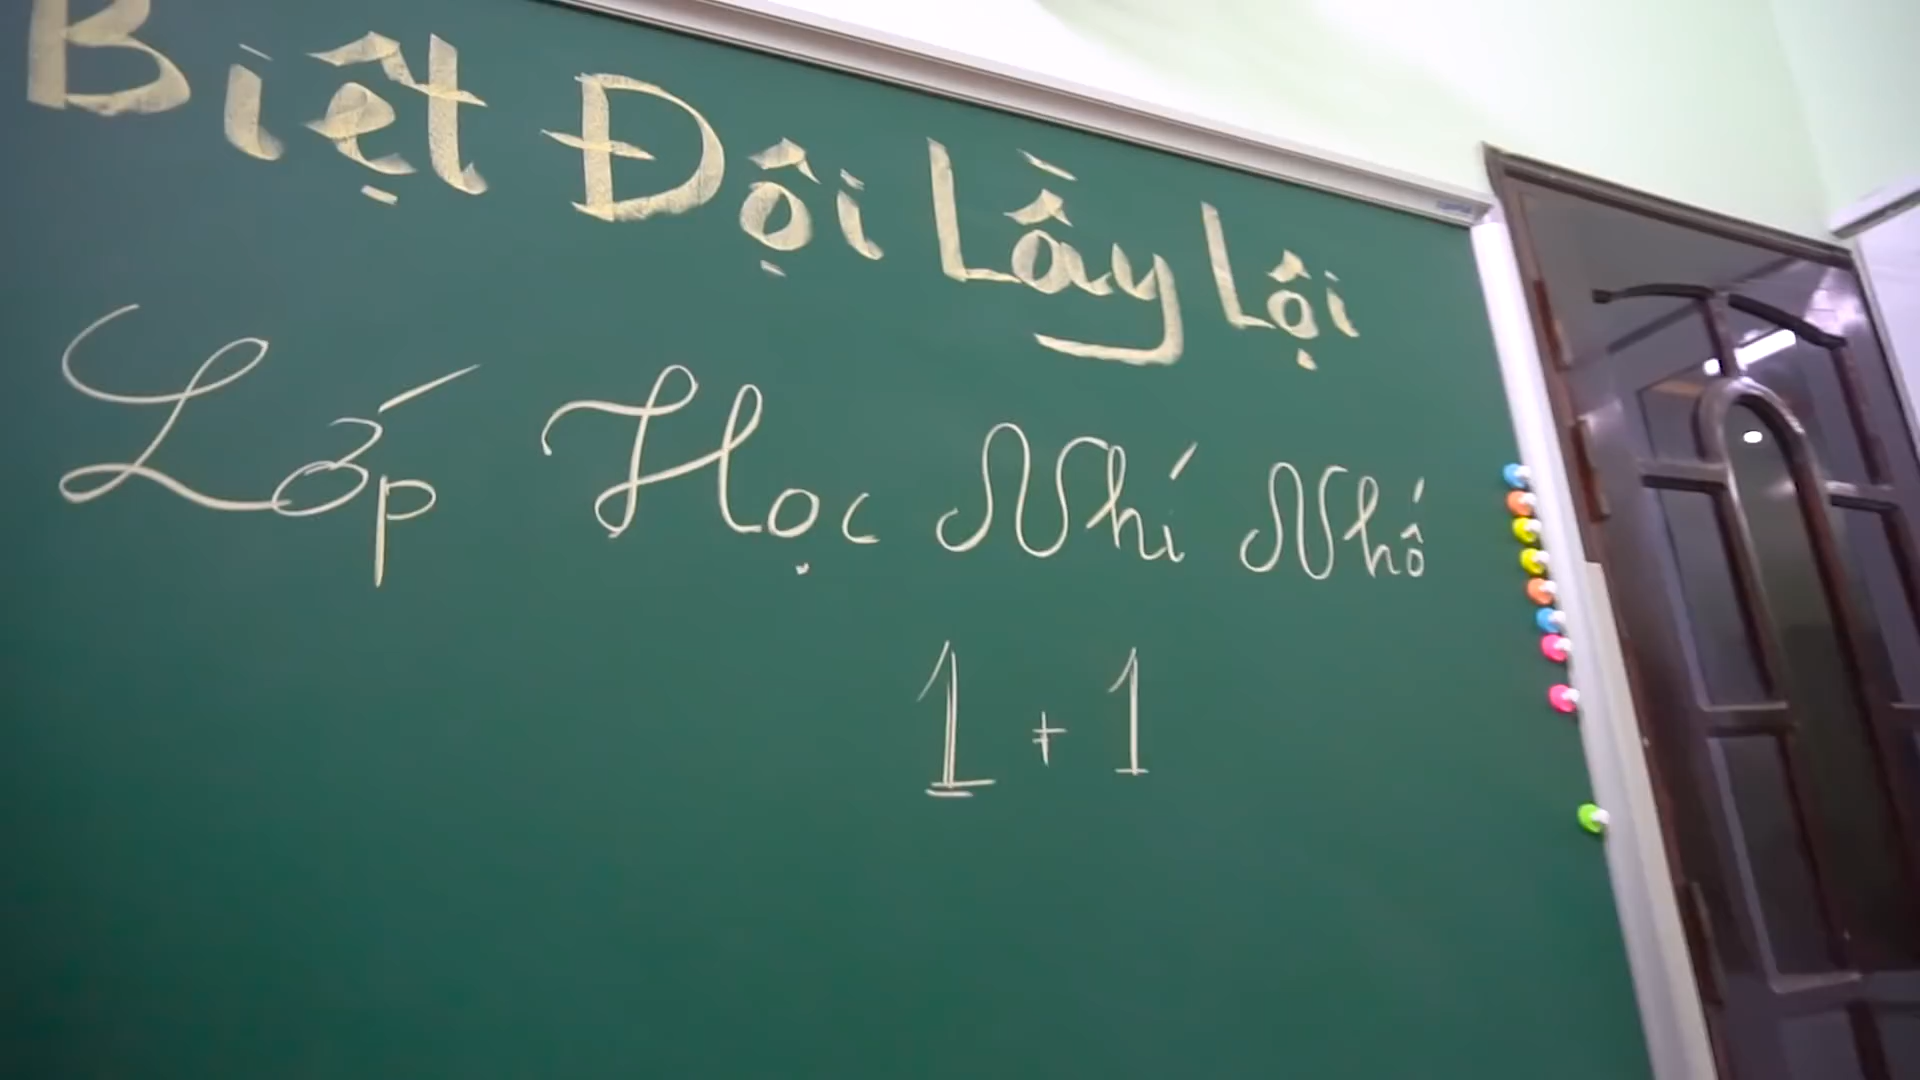 Biệt Đội Lầy Lội
Lớp Học Nhí Nhố
1 + 1